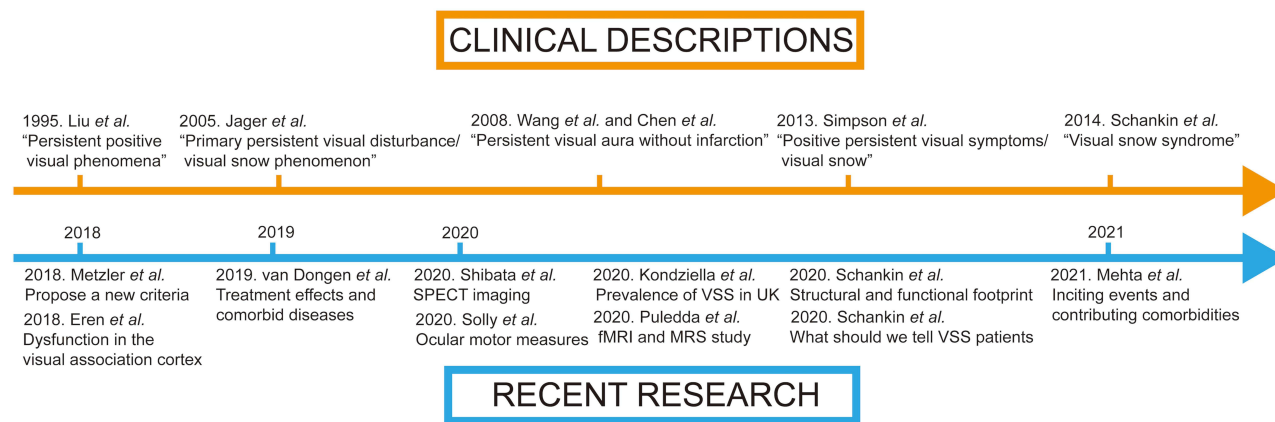 CLINICAL DESCRIPTIONS
1995. Liu et al.
“Persistent positive
visual phenomena”
2005. Jager et al.
“Primary persistent visual disturbance/
visual snow phenomenon”
2008. Wang et al. and Chen et al.
“Persistent visual aura without infarction”
2013. Simpson et al.
“Positive persistent visual symptoms/
visual snow”
2014. Schankin et al.
“Visual snow syndrome”
2018
2019
2020
2021
2018. Metzler et al.
Propose a new criteria
2018. Eren et al.
Dysfunction in the
visual association cortex
2019. van Dongen et al.
Treatment effects and
comorbid diseases
2020. Shibata et al.
SPECT imaging
2020. Solly et al.
Ocular motor measures
2020. Kondziella et al.
Prevalence of VSS in UK
2020. Puledda et al.
fMRI and MRS study
2020. Schankin et al.
Structural and functional footprint
2020. Schankin et al.
What should we tell VSS patients
2021. Mehta et al.
Inciting events and
contributing comorbidities
RECENT RESEARCH